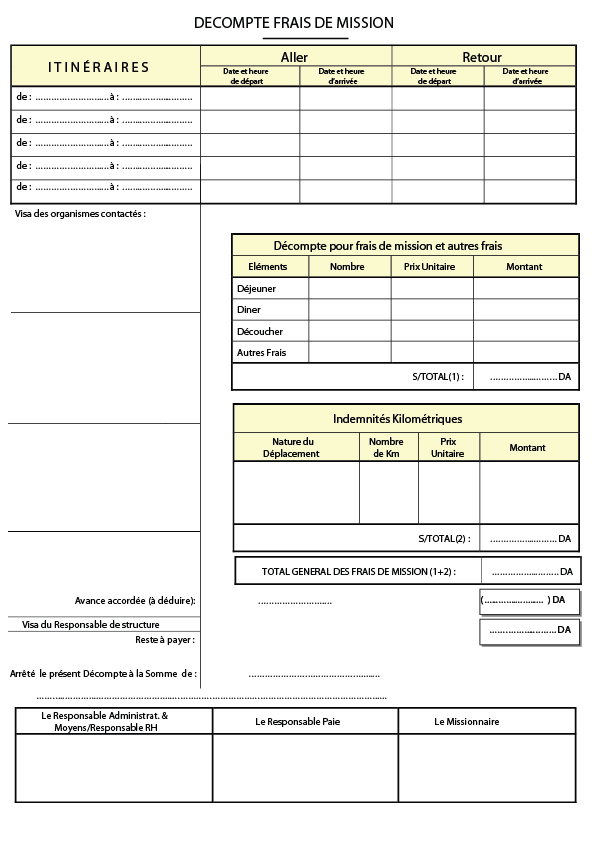 DECOMPTE FRAIS DE MISSION
ITINÉRAIRES
Aller
Retour
Date et heure de départ
Date et heure d'arrivée
Date et heure de départ
Date et heure d'arrivée
de : ...........................à : .........................
de : ...........................à : .........................
de : ...........................à : .........................
de : ...........................à : .........................
de : ...........................à : .........................
Visa des organismes contactés :
Décompte pour frais de mission et autres frais
Eléments Nombre Prix Unitaire Montant
Déjeuner
Diner
Découcher
Autres Frais
S/TOTAL(1) : ........................ DA
Indemnités Kilométriques
Nature du Déplacement
Nombre de Km
Prix Unitaire
Montant
S/TOTAL(2) : ........................ DA
TOTAL GENERAL DES FRAIS DE MISSION (1+2) : ........................ DA
Avance accordée (à déduire): ........................... (...................... ) DA
Visa du Responsable de structure
Reste à payer : ........................ DA
Arrêté le présent Décompte à la Somme de : ................................................
................................................................................................................................
Le Responsable Administrat. &
Moyens/Responsable RH
Le Responsable Paie
Le Missionnaire